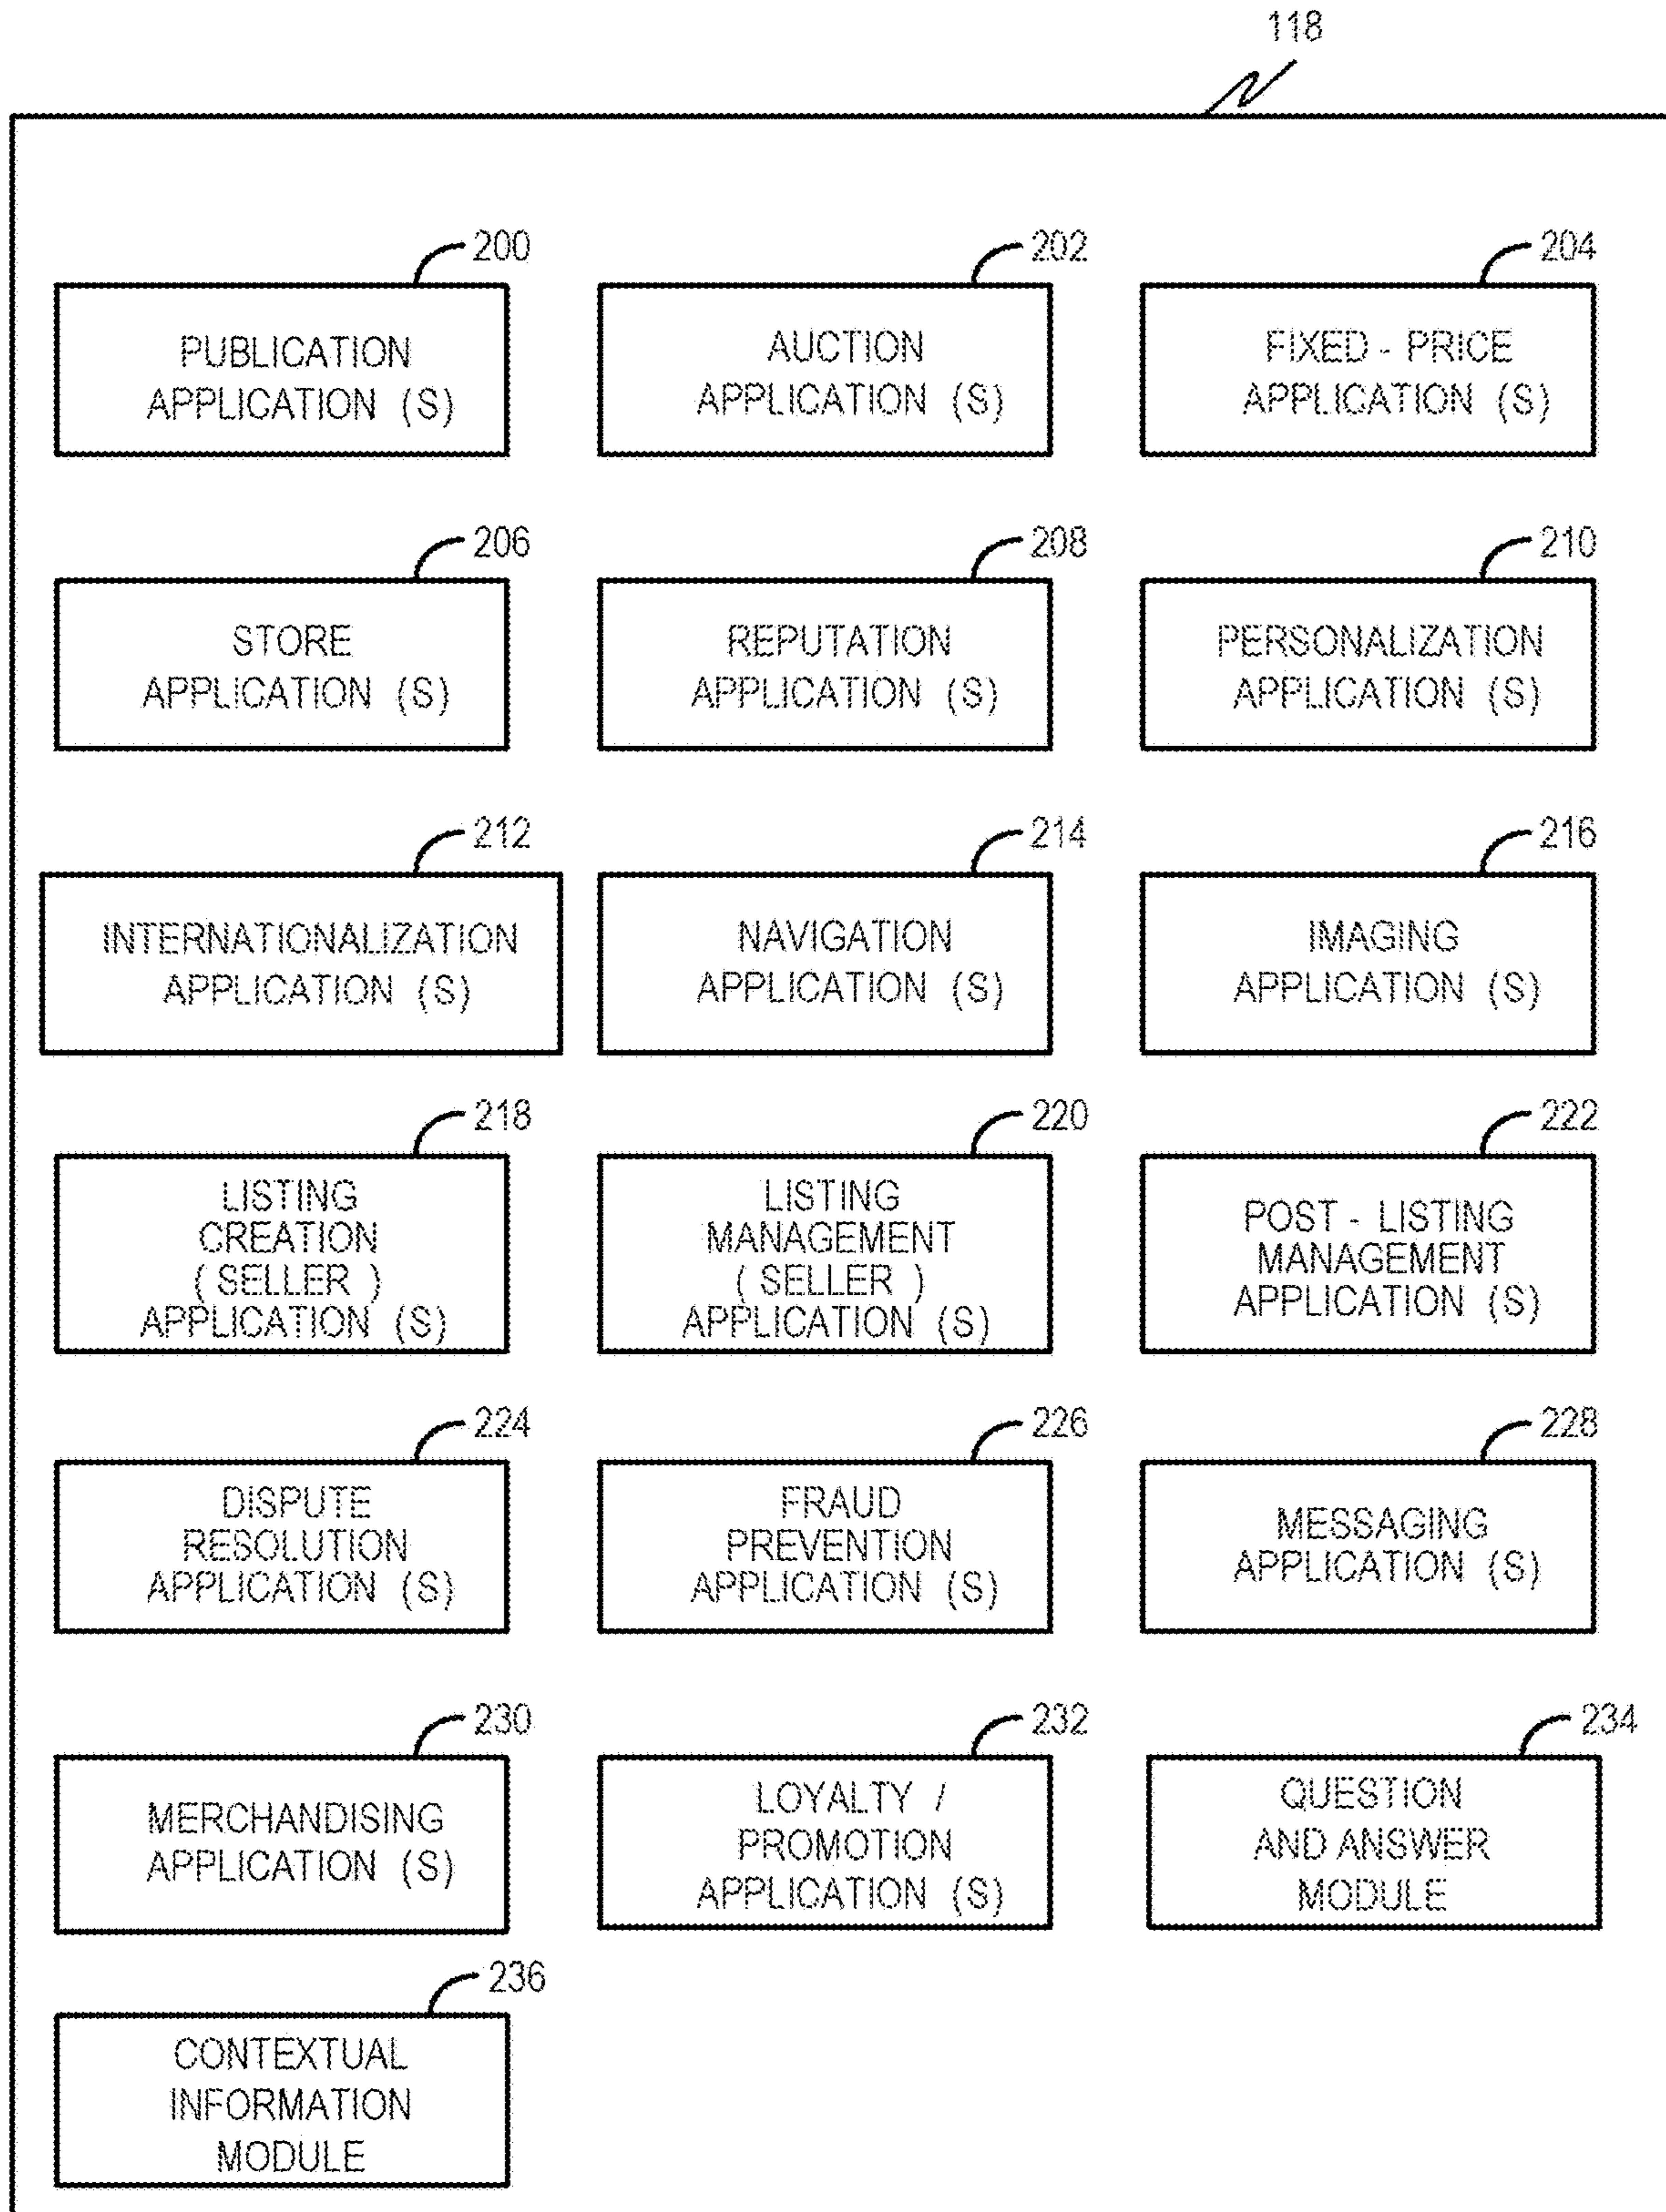 118
200
PUBLICATION
APPLICATION (S)
202
AUCTION
APPLICATION (S)
204
FIXED - PRICE
APPLICATION (S)
206
STORE
APPLICATION (S)
208
REPUTATION
APPLICATION (S)
210
PERSONALIZATION
APPLICATION (S)
212
INTERNATIONALIZATION
APPLICATION (S)
214
NAVIGATION
APPLICATION (S)
216
IMAGING
APPLICATION (S)
218
LISTING
CREATION
( SELLER )
APPLICATION (S)
220
LISTING
MANAGEMENT
( SELLER )
APPLICATION (S)
222
POST - LISTING
MANAGEMENT
APPLICATION (S)
224
DISPUTE
RESOLUTION
APPLICATION (S)
226
FRAUD
PREVENTION
APPLICATION (S)
228
MESSAGING
APPLICATION (S)
230
MERCHANDISING
APPLICATION (S)
232
LOYALTY /
PROMOTION
APPLICATION (S)
234
QUESTION
AND ANSWER
MODULE
236
CONTEXTUAL
INFORMATION
MODULE